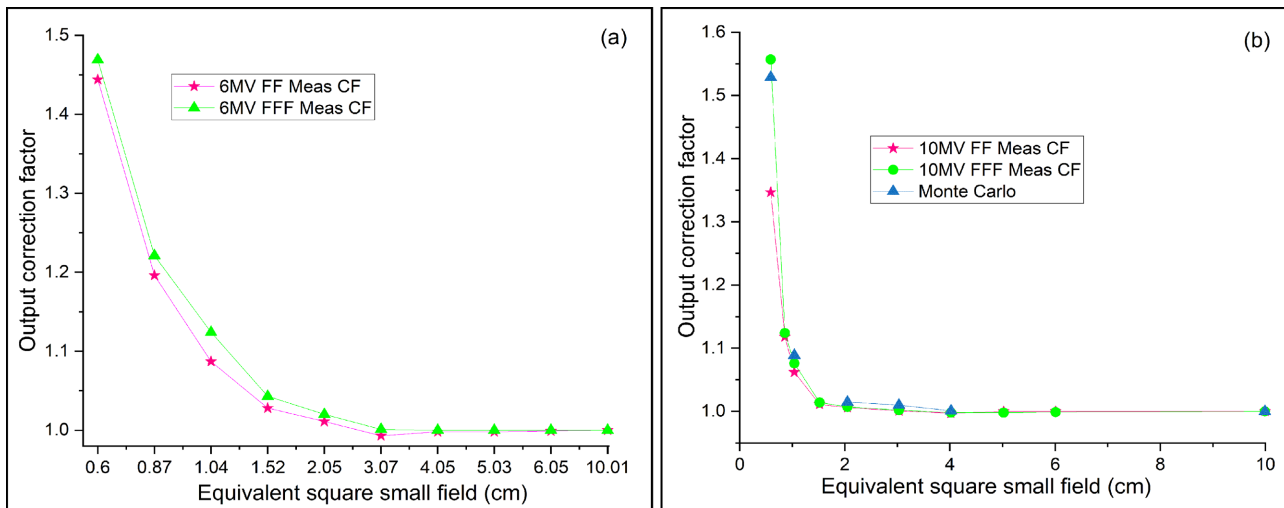 (a)
6MV FF Meas CF
6MV FFF Meas CF
Output correction factor
1.5
1.4
1.3
1.2
1.1
1.0
0.6 0.87 1.04 1.52 2.05 3.07 4.05 5.03 6.05 10.01
Equivalent square small field (cm)
(b)
10MV FF Meas CF
10MV FFF Meas CF
Monte Carlo
Output correction factor
1.6
1.5
1.4
1.3
1.2
1.1
1.0
0 2 4 6 8 10
Equivalent square small field (cm)